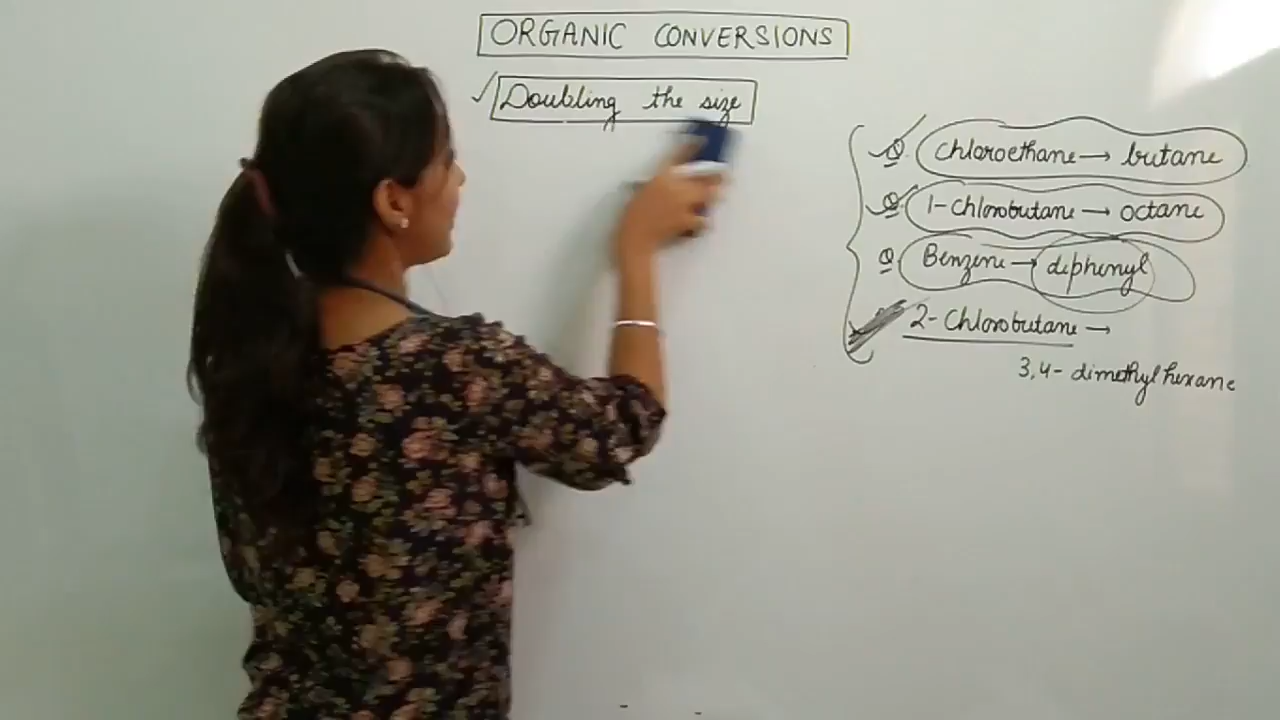 ORGANIC CONVERSIONS
Doubling the size
Q Chloroethane → butane
Q 1-Chlorobutane → octane
Q Benzene → diphenyl
2-Chlorobutane →
3,4-dimethylhexane